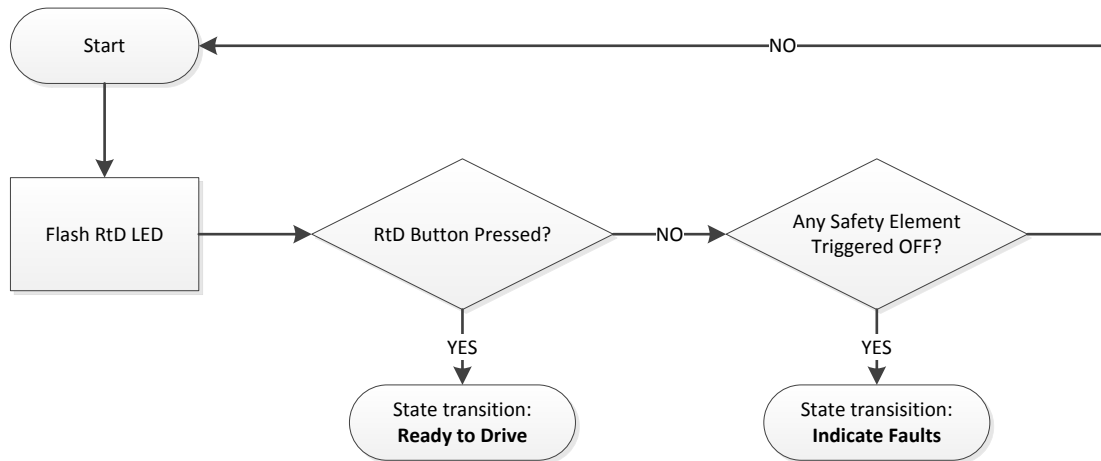 Start
NO
Flash RtD LED
RtD Button Pressed?
NO
Any Safety Element
Triggered OFF?
YES
YES
State transition:
Ready to Drive
State transisition:
Indicate Faults